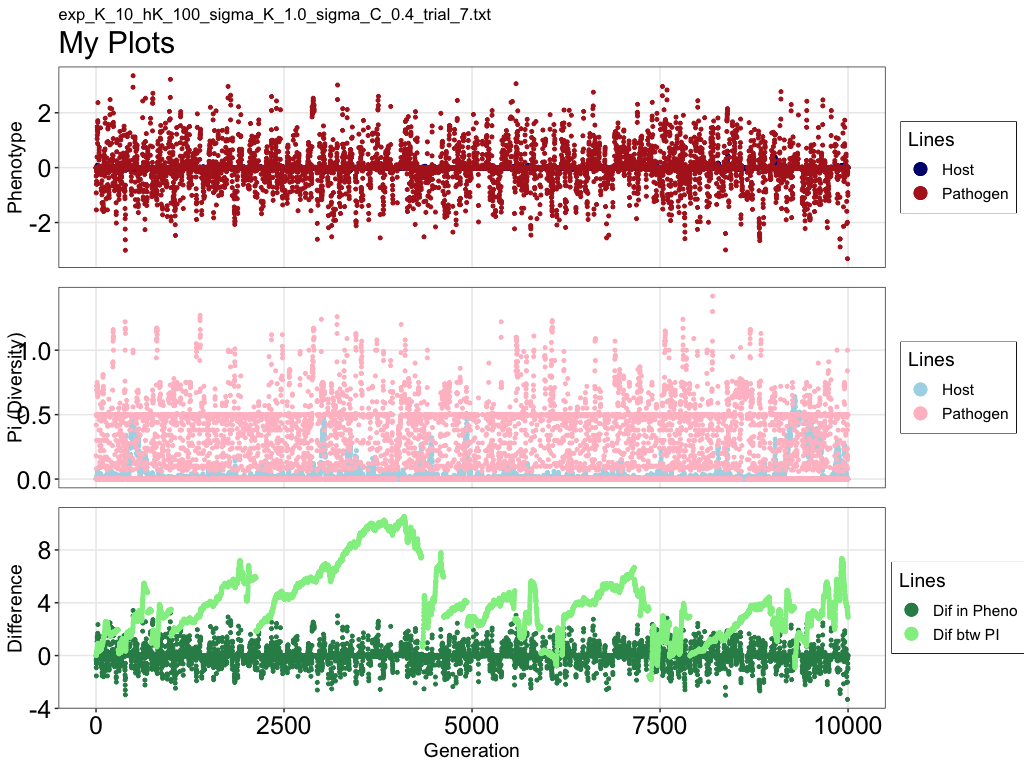 exp_K_10_hK_100_sigma_K_1.0_sigma_C_0.4_trial_7.txt
My Plots
Phenotype
2
0
-2
Lines
Host
Pathogen
Pi (Diversity)
1.0
0.5
0.0
Lines
Host
Pathogen
Difference
8
4
0
-4
Lines
Dif in Pheno
Dif btw PI
0 2500 5000 7500 10000
Generation